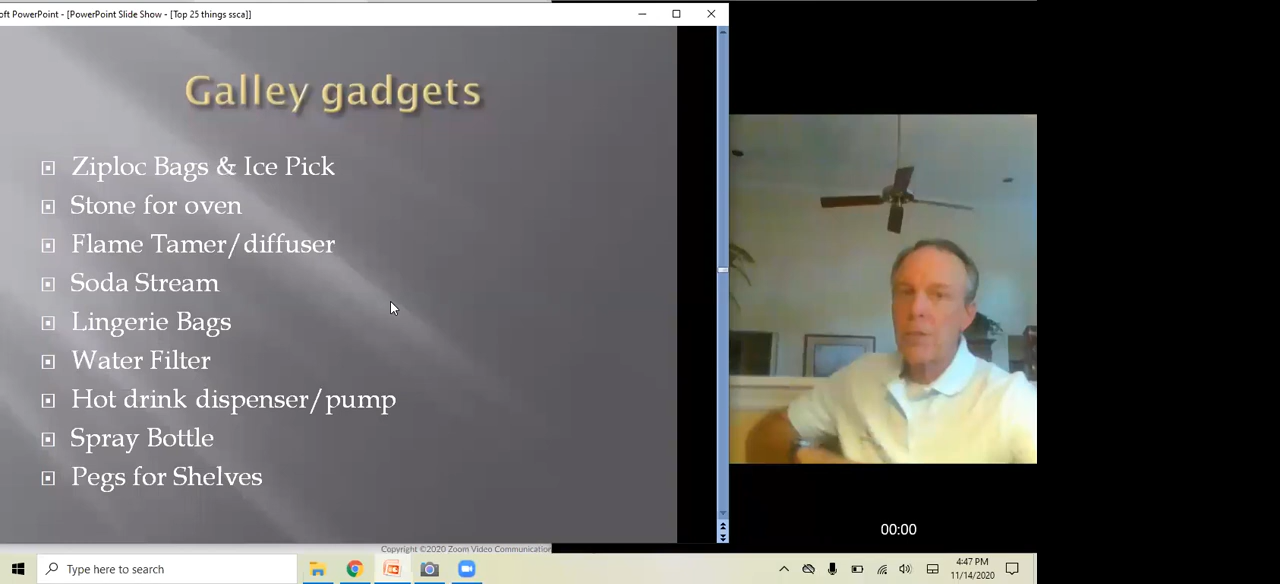 oft PowerPoint - [PowerPoint Slide Show - [Top 25 things ssca]]
Galley gadgets
Ziploc Bags & Ice Pick
Stone for oven
Flame Tamer/diffuser
Soda Stream
Lingerie Bags
Water Filter
Hot drink dispenser/pump
Spray Bottle
Pegs for Shelves
00:00
Copyright ©2020 Zoom Video Communication
Type here to search
4:47 PM
11/14/2020